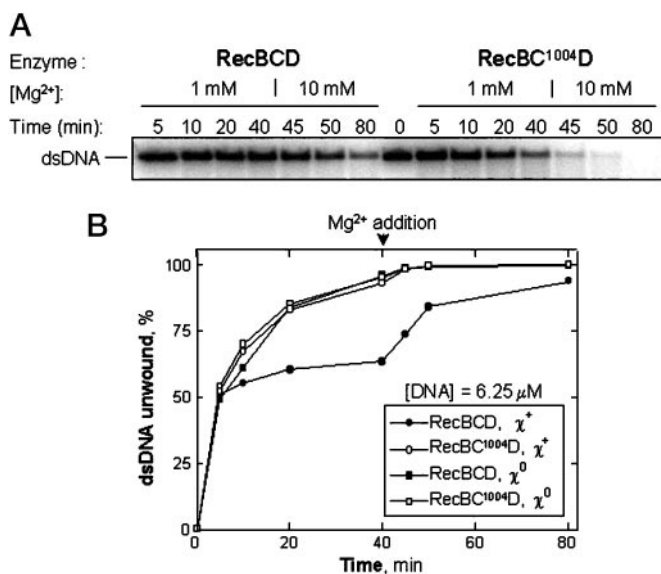 A
Enzyme : RecBCD RecBC¹⁰⁰⁴D
[Mg²⁺]: 1 mM | 10 mM 1 mM | 10 mM
Time (min): 5 10 20 40 45 50 80 0 5 10 20 40 45 50 80
dsDNA
B
Mg²⁺ addition
100
75
50
25
0
dsDNA unwound, %
[DNA] = 6.25 μM
RecBCD, χ⁺
RecBC¹⁰⁰⁴D, χ⁺
RecBCD, χ⁰
RecBC¹⁰⁰⁴D, χ⁰
0 20 40 60 80
Time, min